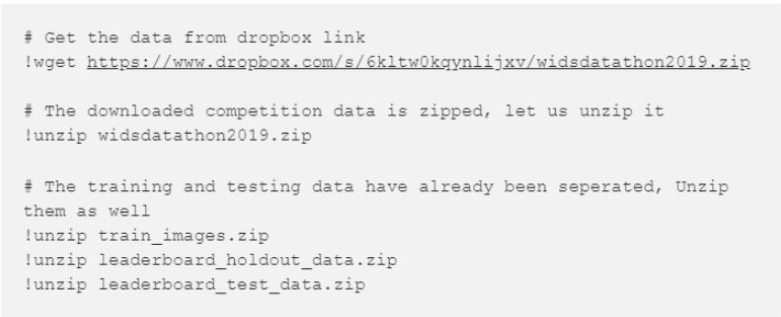 # Get the data from dropbox link
!wget https://www.dropbox.com/s/6kltw0kqynlijxv/widsdatathon2019.zip
# The downloaded competition data is zipped, let us unzip it
!unzip widsdatathon2019.zip
# The training and testing data have already been seperated, Unzip
them as well
!unzip train_images.zip
!unzip leaderboard_holdout_data.zip
!unzip leaderboard_test_data.zip